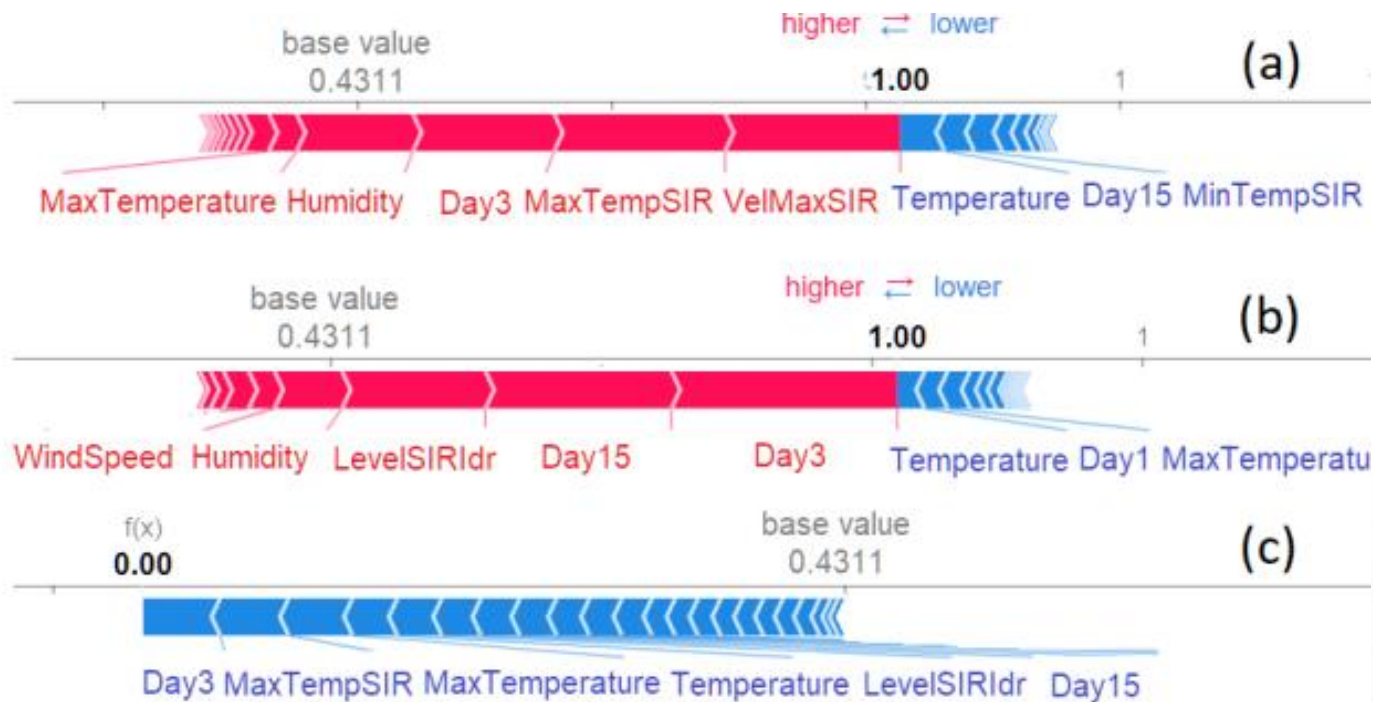 higher lower
base value (a)
0.4311 1.00 1
MaxTemperature Humidity Day3 MaxTempSIR VelMaxSIR Temperature Day15 MinTempSIR
higher lower
base value (b)
0.4311 1.00 1
WindSpeed Humidity LevelSIRIdr Day15 Day3 Temperature Day1 MaxTemperatu
f(x) base value (c)
0.00 0.4311
Day3 MaxTempSIR MaxTemperature Temperature LevelSIRIdr Day15